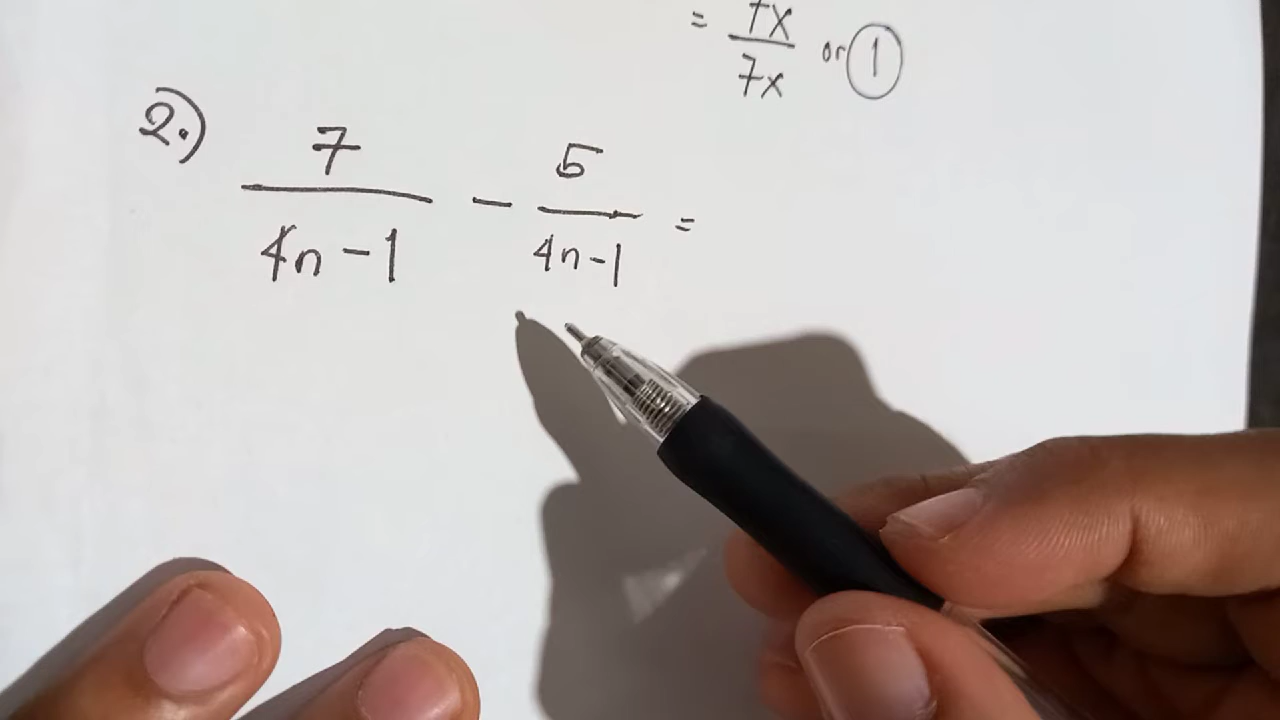 = 7x/7x or 1
2.) 7/4n-1 - 5/4n-1 =